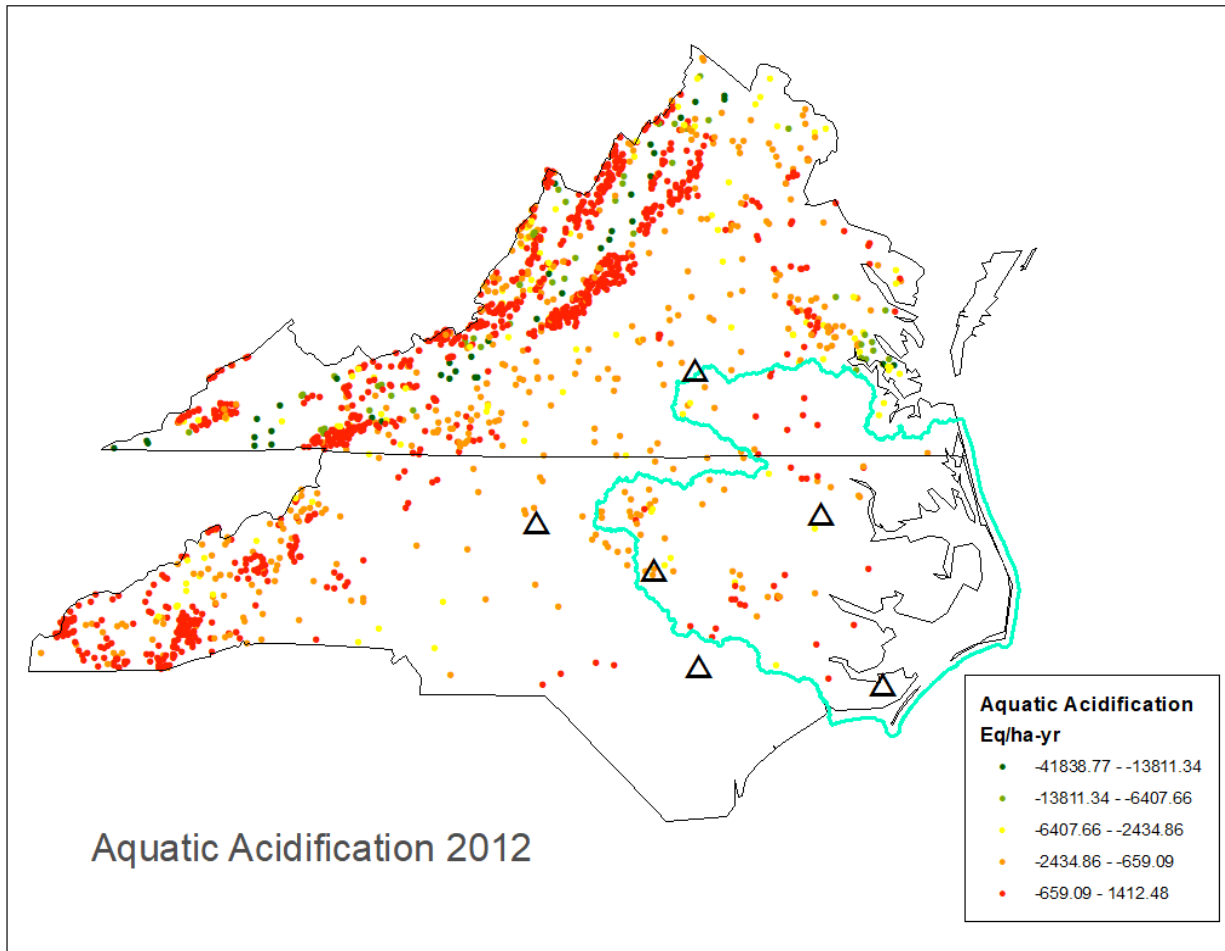 Aquatic Acidification
Eq/ha-yr
-41838.77 - -13811.34
-13811.34 - -6407.66
-6407.66 - -2434.86
-2434.86 - -659.09
-659.09 - 1412.48
Aquatic Acidification 2012